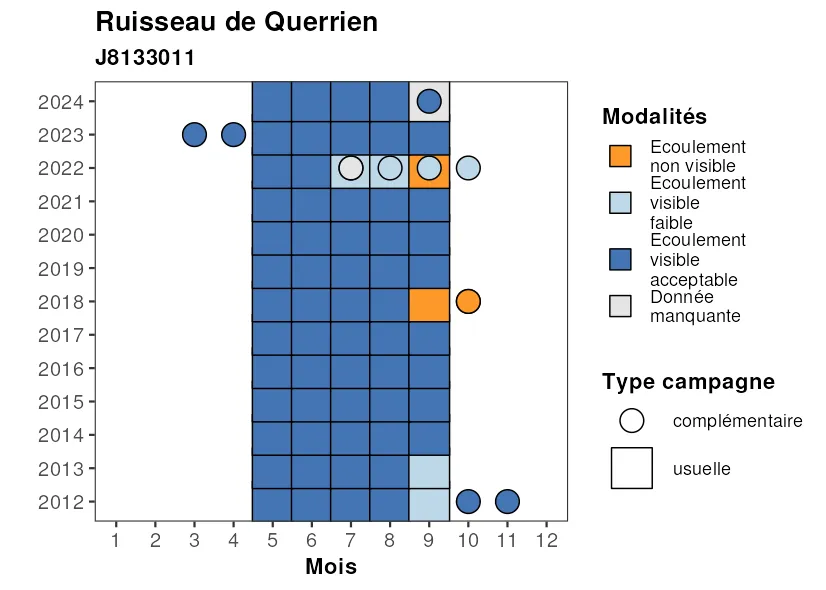 Ruisseau de Querrien
J8133011
2024
2023
2022
2021
2020
2019
2018
2017
2016
2015
2014
2013
2012
1 2 3 4 5 6 7 8 9 10 11 12
Mois
Modalités
Ecoulement
non visible
Ecoulement
visible
faible
Ecoulement
visible
acceptable
Donnée
manquante
Type campagne
complémentaire
usuelle